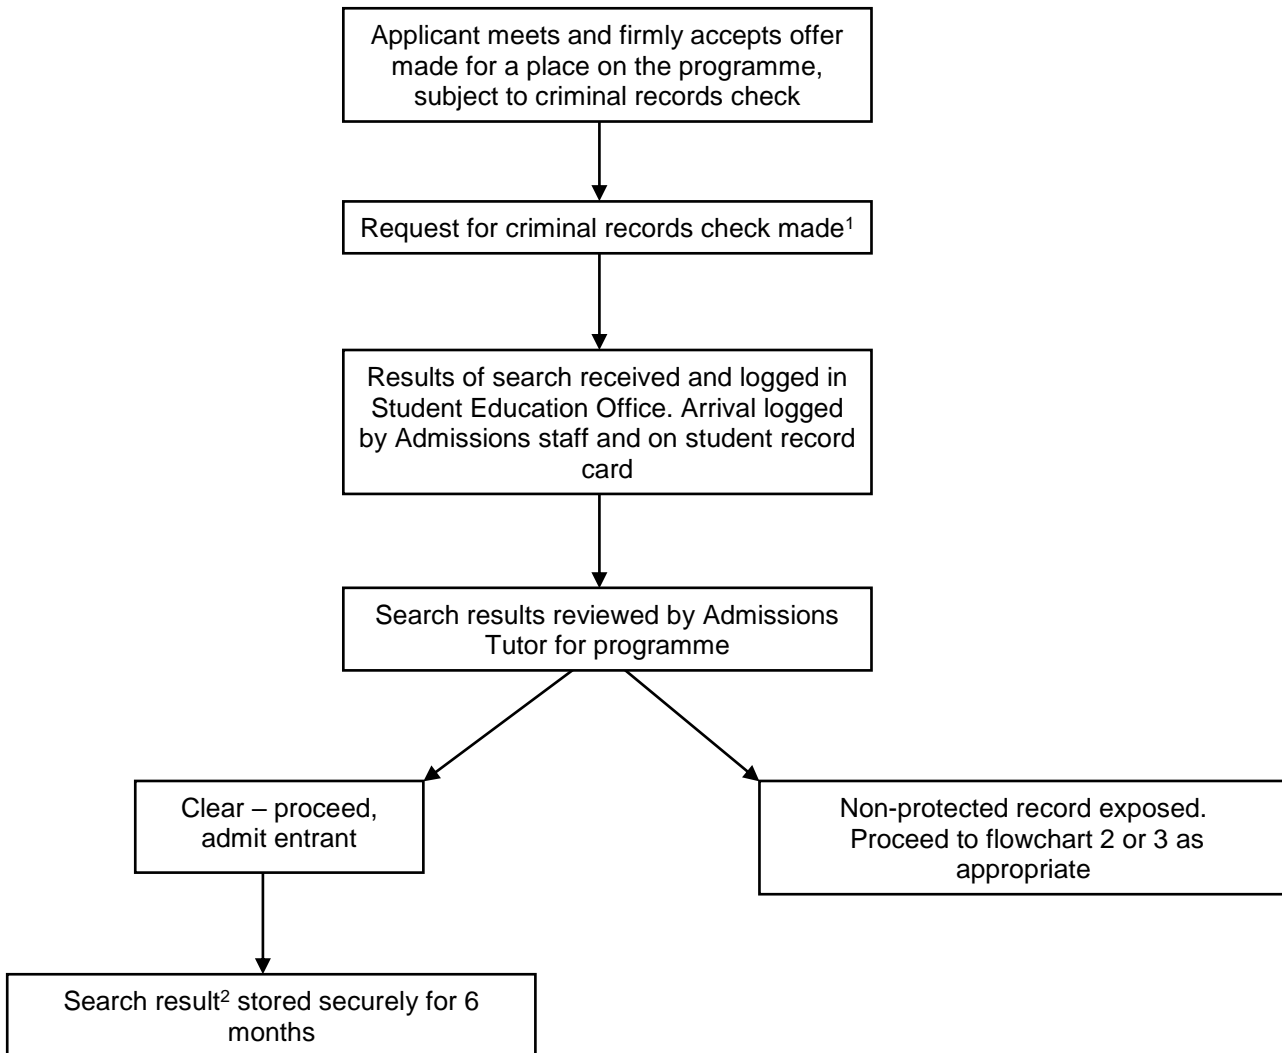 Applicant meets and firmly accepts offer
made for a place on the programme,
subject to criminal records check
Request for criminal records check made¹
Results of search received and logged in
Student Education Office. Arrival logged
by Admissions staff and on student record
card
Search results reviewed by Admissions
Tutor for programme
Clear – proceed,
admit entrant
Non-protected record exposed.
Proceed to flowchart 2 or 3 as
appropriate
Search result² stored securely for 6
months